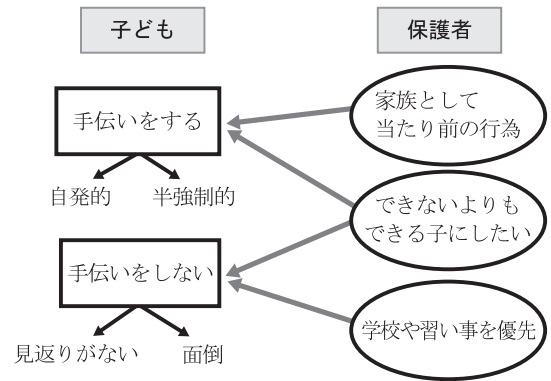 子ども
保護者
手伝いをする
自発的
半強制的
手伝いをしない
見返りがない
面倒
家族として
当たり前の行為
できないよりも
できる子にしたい
学校や習い事を優先